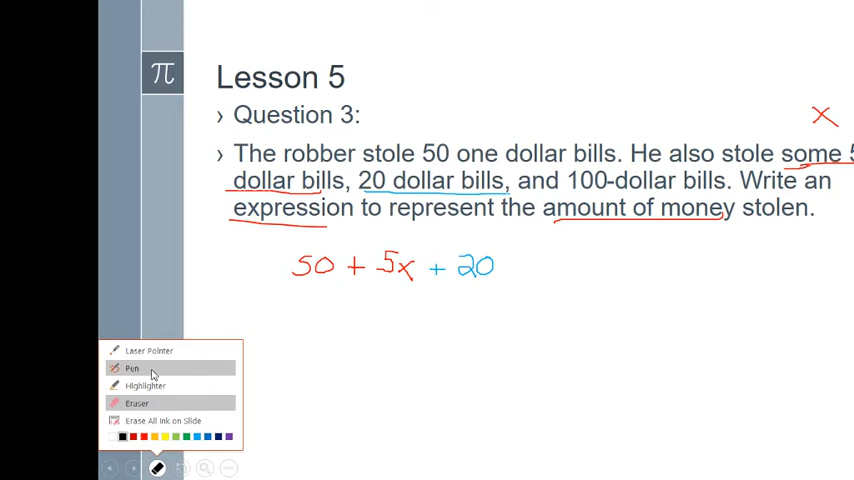 π
Lesson 5
› Question 3:
x
› The robber stole 50 one dollar bills. He also stole some 5
dollar bills, 20 dollar bills, and 100-dollar bills. Write an
expression to represent the amount of money stolen.
50 + 5x + 20
Laser Pointer
Pen
Highlighter
Eraser
Erase All Ink on Slide